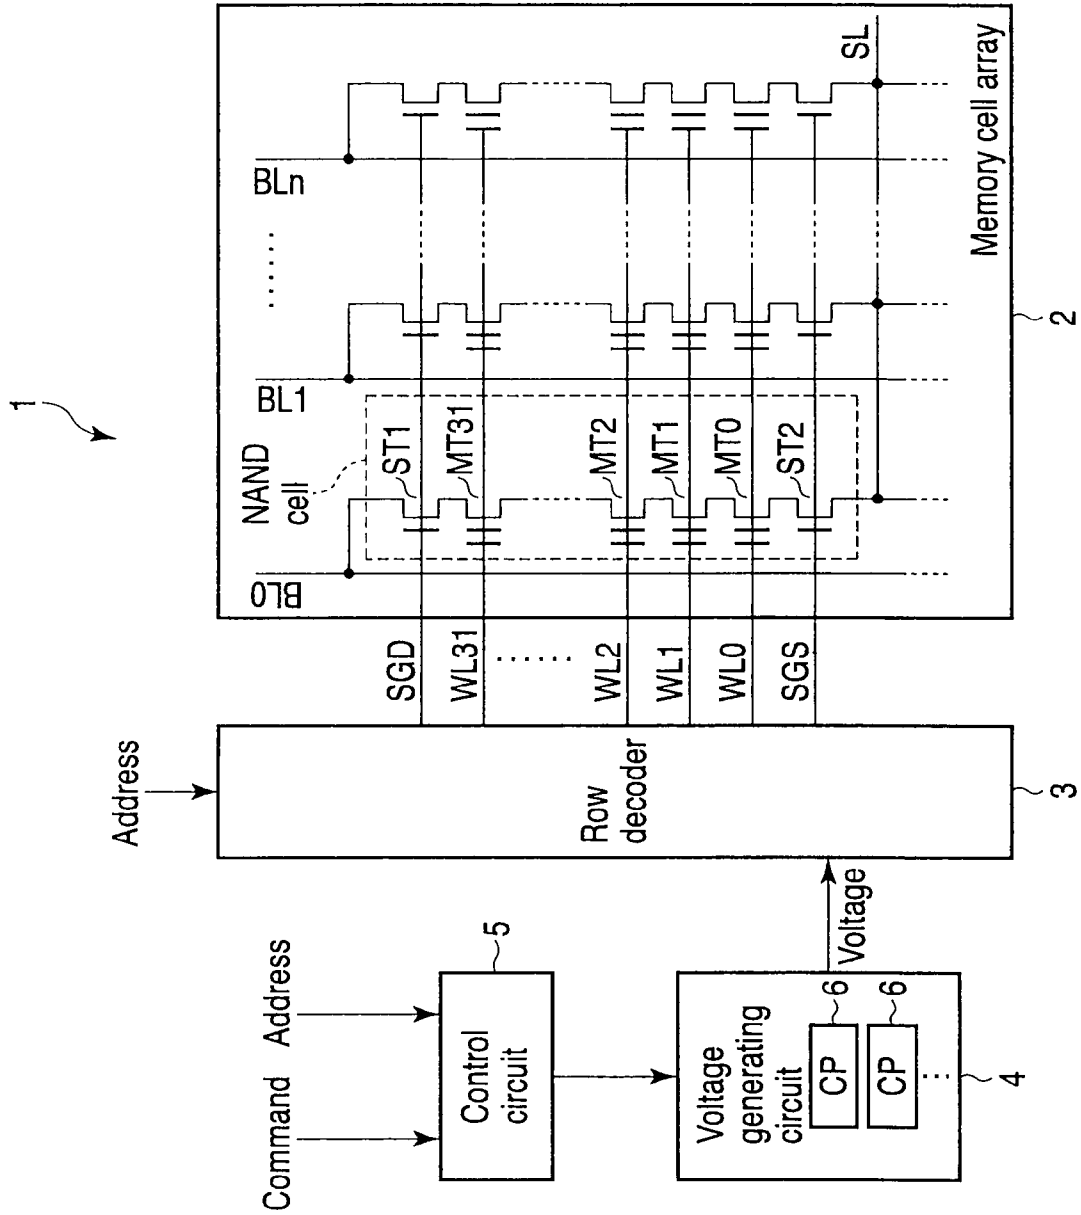 1
Address
Command
Address
NAND
cell
BL0
BL1
......
BLn
SGD
ST1
WL31
MT31
......
Control
circuit
5
Row
decoder
WL2
MT2
WL1
MT1
WL0
MT0
SGS
ST2
SL
Voltage
generating
circuit
CP
6
CP
6
...
Voltage
Memory cell array
4
3
2